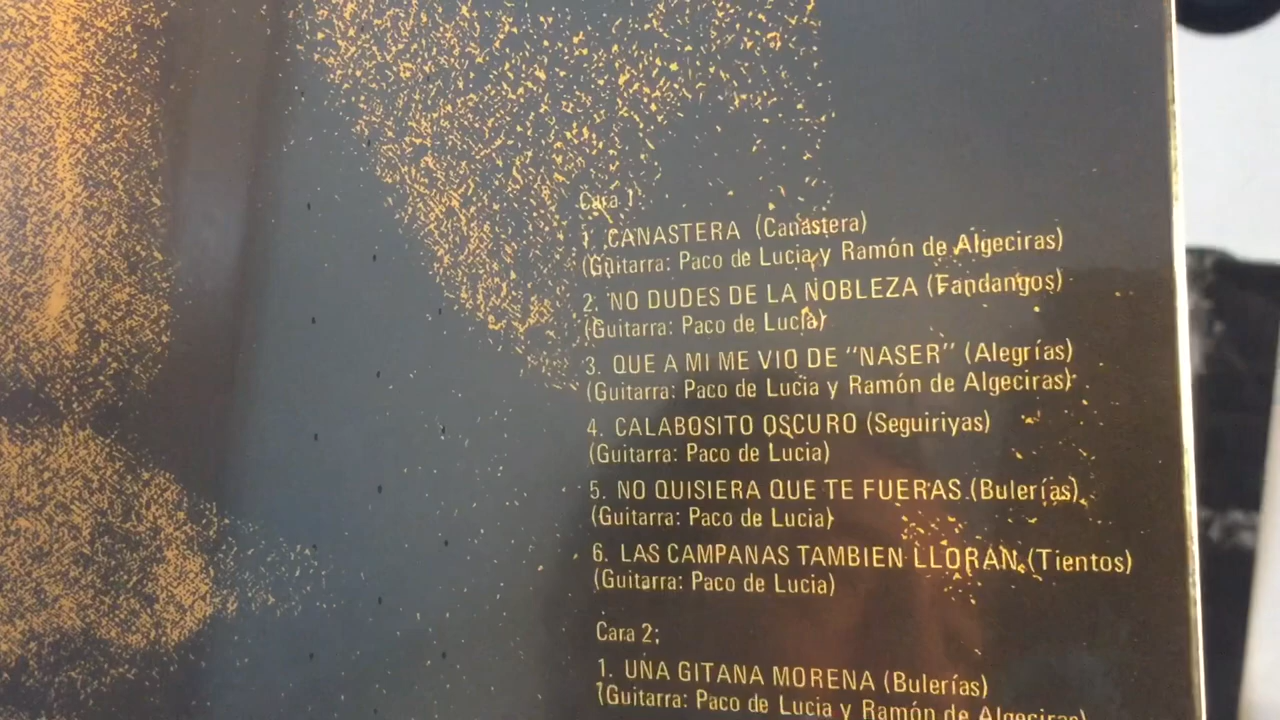 Cara 1
1. CANASTERA (Canastera)
(Guitarra: Paco de Lucia y Ramón de Algeciras)
2. NO DUDES DE LA NOBLEZA (Fandangos)
(Guitarra: Paco de Lucia)
3. QUE A MI ME VIO DE "NASER" (Alegrías)
(Guitarra: Paco de Lucia y Ramón de Algeciras)
4. CALABOSITO OSCURO (Seguiriyas)
(Guitarra: Paco de Lucia)
5. NO QUISIERA QUE TE FUERAS (Bulerías)
(Guitarra: Paco de Lucia)
6. LAS CAMPANAS TAMBIEN LLORAN (Tientos)
(Guitarra: Paco de Lucia)
Cara 2;
1. UNA GITANA MORENA (Bulerías)
(Guitarra: Paco de Lucia y Ramón de Algeciras)